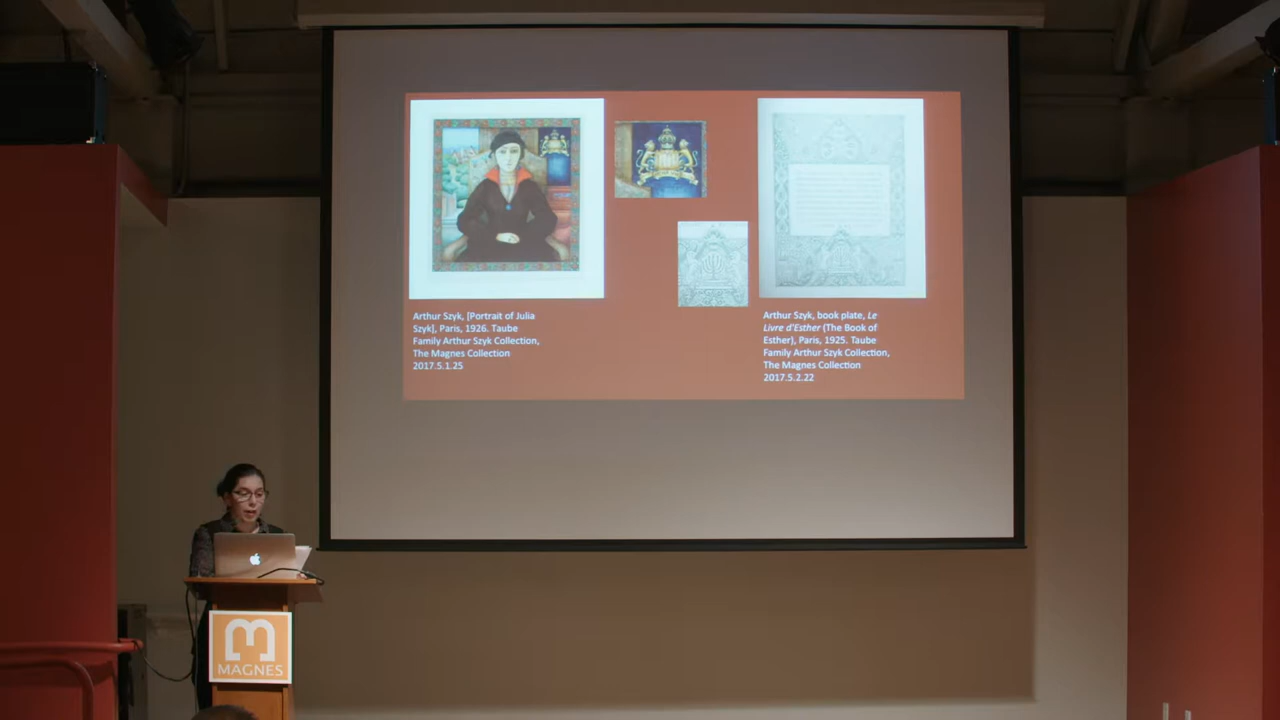 Arthur Szyk, [Portrait of Julia
Szyk], Paris, 1926. Taube
Family Arthur Szyk Collection,
The Magnes Collection
2017.5.1.25
Arthur Szyk, book plate, Le
Livre d'Esther (The Book of
Esther), Paris, 1925. Taube
Family Arthur Szyk Collection,
The Magnes Collection
2017.5.2.22
MAGNES